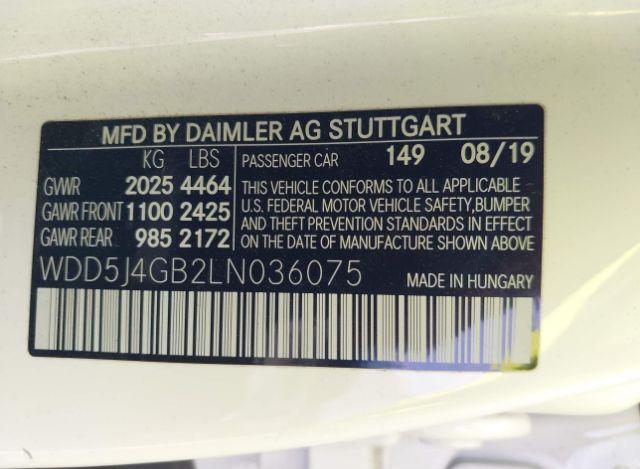 MFD BY DAIMLER AG STUTTGART
KG LBS
GVWR 2025 4464
GAWR FRONT 1100 2425
GAWR REAR 985 2172
PASSENGER CAR 149 08/19
THIS VEHICLE CONFORMS TO ALL APPLICABLE
U.S. FEDERAL MOTOR VEHICLE SAFETY, BUMPER
AND THEFT PREVENTION STANDARDS IN EFFECT
ON THE DATE OF MANUFACTURE SHOWN ABOVE.
WDD5J4GB2LN036075
MADE IN HUNGARY